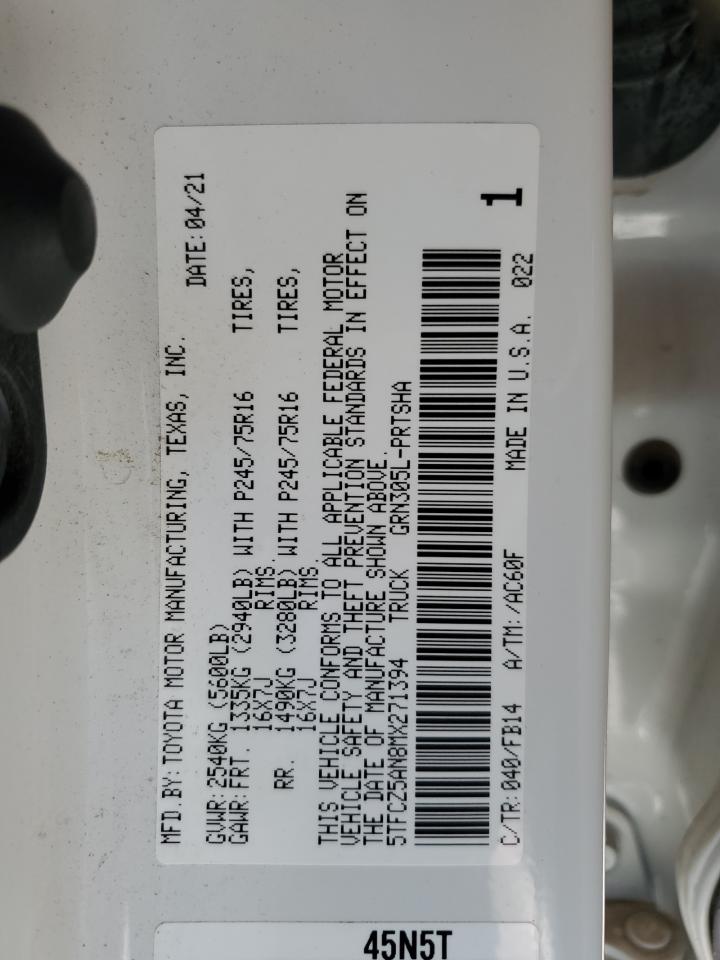 MFD.BY: TOYOTA MOTOR MANUFACTURING, TEXAS, INC.
DATE: 04/21
GVWR: 2540KG (5600LB)
GAWR: FRT. 1335KG (2940LB) WITH P245/75R16 TIRES,
16X7J RIMS.
RR. 1490KG (3280LB) WITH P245/75R16 TIRES,
16X7J RIMS.
THIS VEHICLE CONFORMS TO ALL APPLICABLE FEDERAL MOTOR
VEHICLE SAFETY AND THEFT PREVENTION STANDARDS IN EFFECT ON
THE DATE OF MANUFACTURE SHOWN ABOVE.
5TFCZ5AN8MX271394 TRUCK GRN305L-PRTSHA
1
C/TR: 040/FB14 A/TM: /AC60F MADE IN U.S.A. 022
45N5T